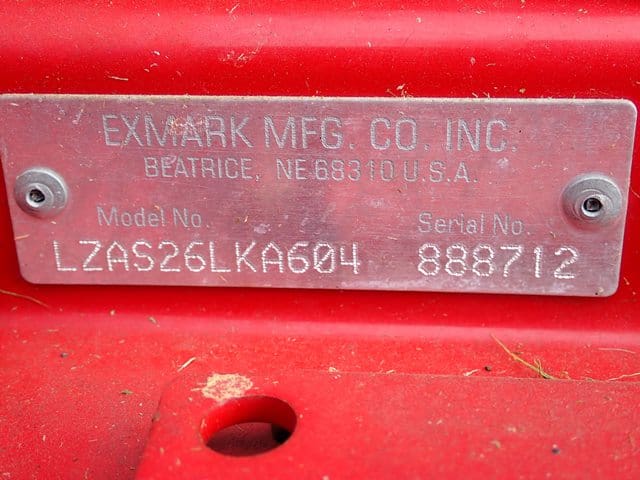 EXMARK MFG. CO. INC.
BEATRICE, NE 68310 U.S.A.
Model No. Serial No.
LZAS26LKA604 888712